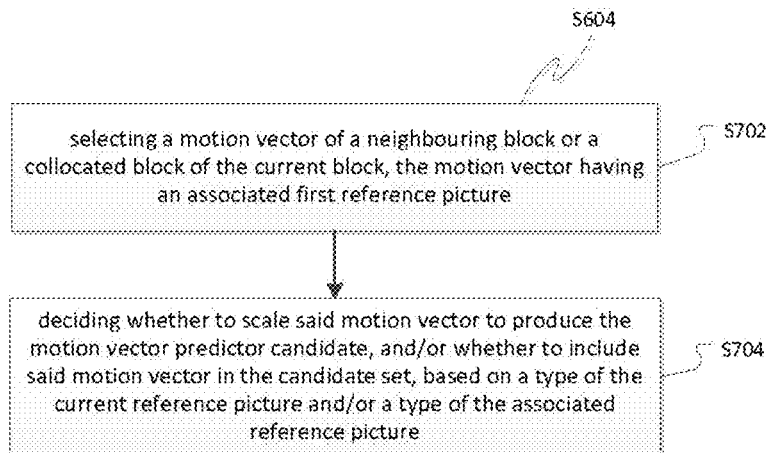 S604
selecting a motion vector of a neighbouring block or a
collocated block of the current block, the motion vector having
an associated first reference picture
S702
deciding whether to scale said motion vector to produce the
motion vector predictor candidate, and/or whether to include
said motion vector in the candidate set, based on a type of the
current reference picture and/or a type of the associated
reference picture
S704